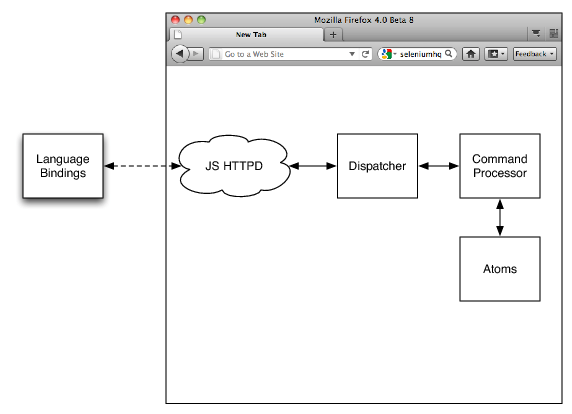 Mozilla Firefox 4.0 Beta 8
New Tab
Go to a Web Site
seleniumhq
Feedback
Language
Bindings
JS HTTPD
Dispatcher
Command
Processor
Atoms